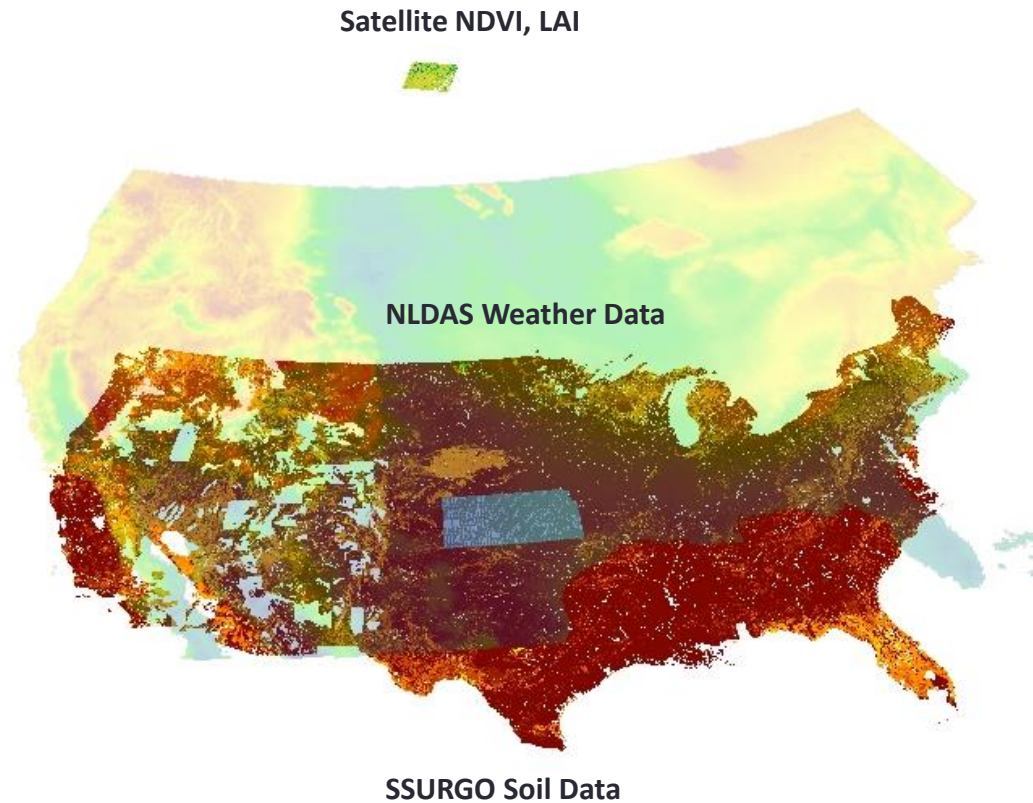 Satellite NDVI, LAI
NLDAS Weather Data
SSURGO Soil Data